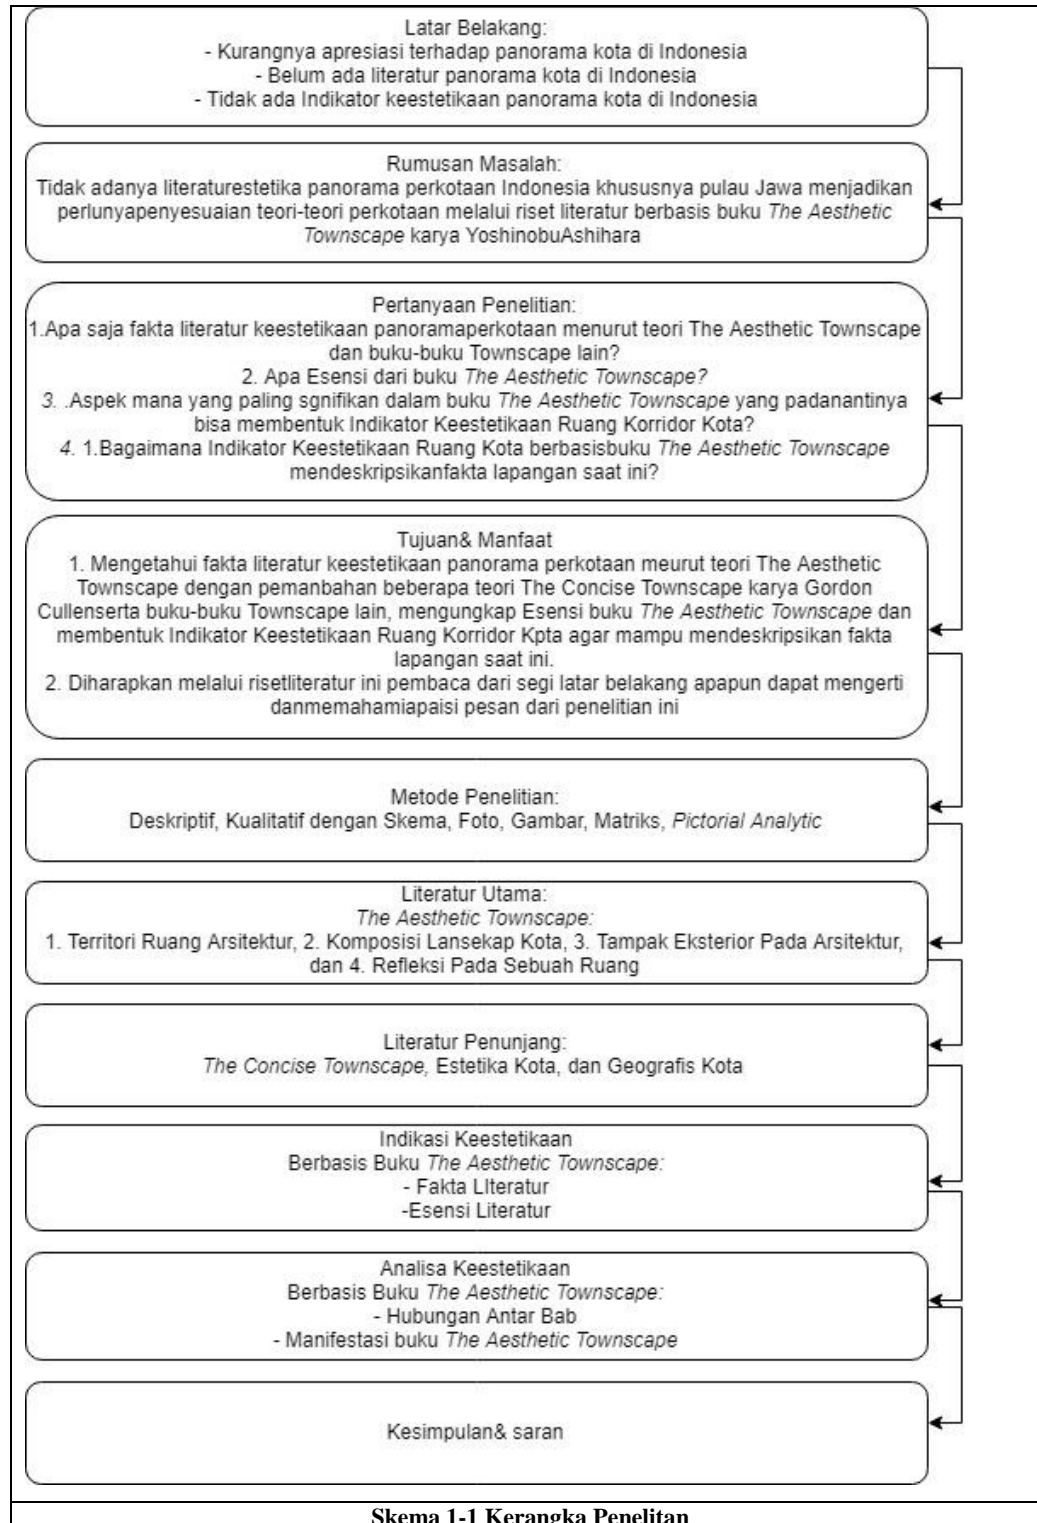 Latar Belakang:
- Kurangnya apresiasi terhadap panorama kota di Indonesia
- Belum ada literatur panorama kota di Indonesia
- Tidak ada Indikator keestetikaan panorama kota di Indonesia
Rumusan Masalah:
Tidak adanya literaturestetika panorama perkotaan Indonesia khususnya pulau Jawa menjadikan
perlunyapenyesuaian teori-teori perkotaan melalui riset literatur berbasis buku The Aesthetic
Townscape karya YoshinobuAshihara
Pertanyaan Penelitian:
1.Apa saja fakta literatur keestetikaan panoramaperkotaan menurut teori The Aesthetic Townscape
dan buku-buku Townscape lain?
2. Apa Esensi dari buku The Aesthetic Townscape?
3. .Aspek mana yang paling sgnifikan dalam buku The Aesthetic Townscape yang padanantinya
bisa membentuk Indikator Keestetikaan Ruang Korridor Kota?
4. 1.Bagaimana Indikator Keestetikaan Ruang Kota berbasisbuku The Aesthetic Townscape
mendeskripsikanfakta lapangan saat ini?
Tujuan& Manfaat
1. Mengetahui fakta literatur keestetikaan panorama perkotaan meurut teori The Aesthetic
Townscape dengan pemanbahan beberapa teori The Concise Townscape karya Gordon
Cullenserta buku-buku Townscape lain, mengungkap Esensi buku The Aesthetic Townscape dan
membentuk Indikator Keestetikaan Ruang Korridor Kpta agar mampu mendeskripsikan fakta
lapangan saat ini.
2. Diharapkan melalui risetliteratur ini pembaca dari segi latar belakang apapun dapat mengerti
danmemahamiapaisi pesan dari penelitian ini
Metode Penelitian:
Deskriptif, Kualitatif dengan Skema, Foto, Gambar, Matriks, Pictorial Analytic
Literatur Utama:
The Aesthetic Townscape:
1. Territori Ruang Arsitektur, 2. Komposisi Lansekap Kota, 3. Tampak Eksterior Pada Arsitektur,
dan 4. Refleksi Pada Sebuah Ruang
Literatur Penunjang:
The Concise Townscape, Estetika Kota, dan Geografis Kota
Indikasi Keestetikaan
Berbasis Buku The Aesthetic Townscape:
- Fakta LIteratur
-Esensi Literatur
Analisa Keestetikaan
Berbasis Buku The Aesthetic Townscape:
- Hubungan Antar Bab
- Manifestasi buku The Aesthetic Townscape
Kesimpulan& saran
Skema 1-1 Kerangka Penelitan